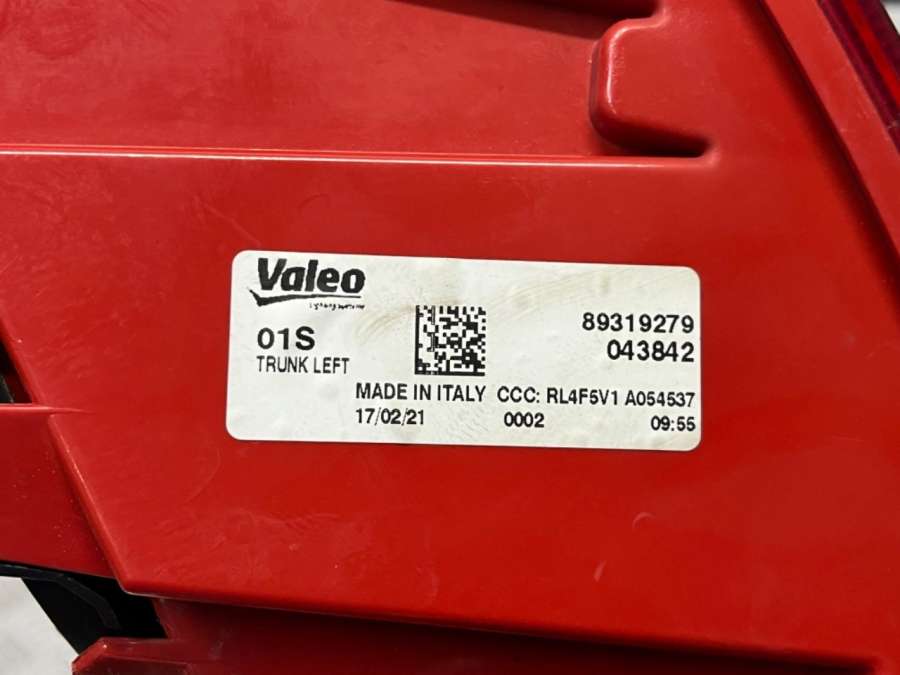 Valeo
01S
TRUNK LEFT
89319279
043842
MADE IN ITALY CCC: RL4F5V1 A054537
17/02/21 0002 09:55